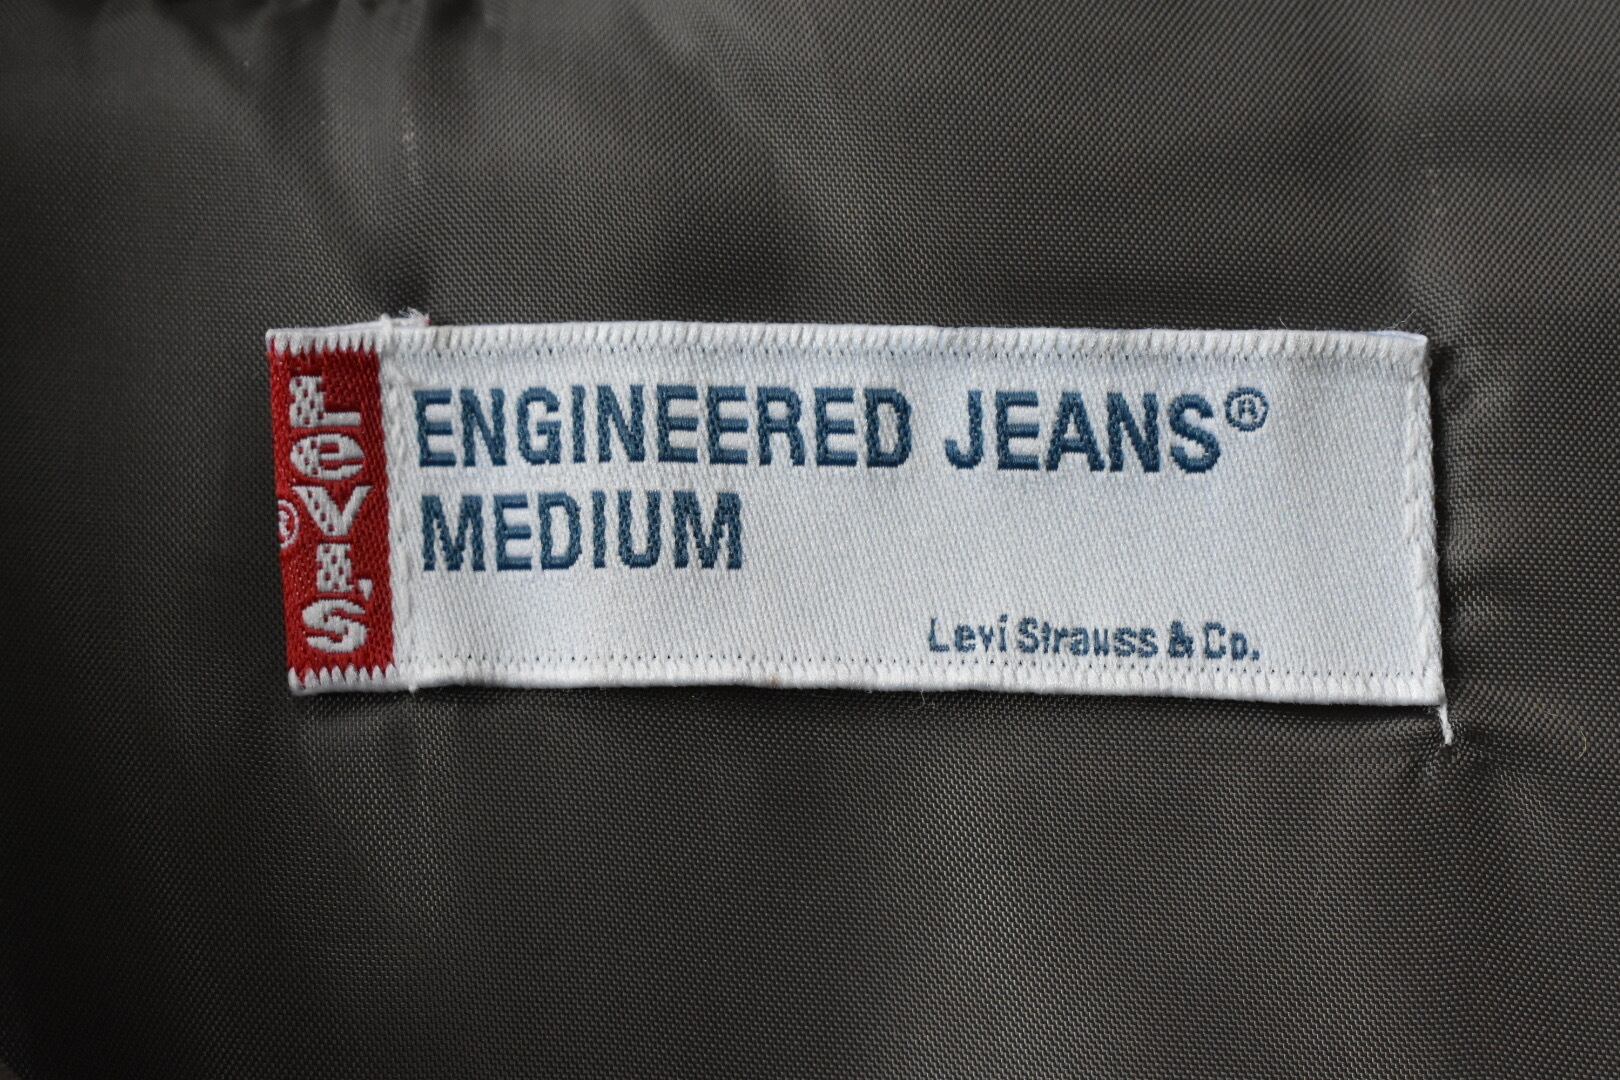 LEVI'S®
ENGINEERED JEANS®
MEDIUM
Levi Strauss & Co.